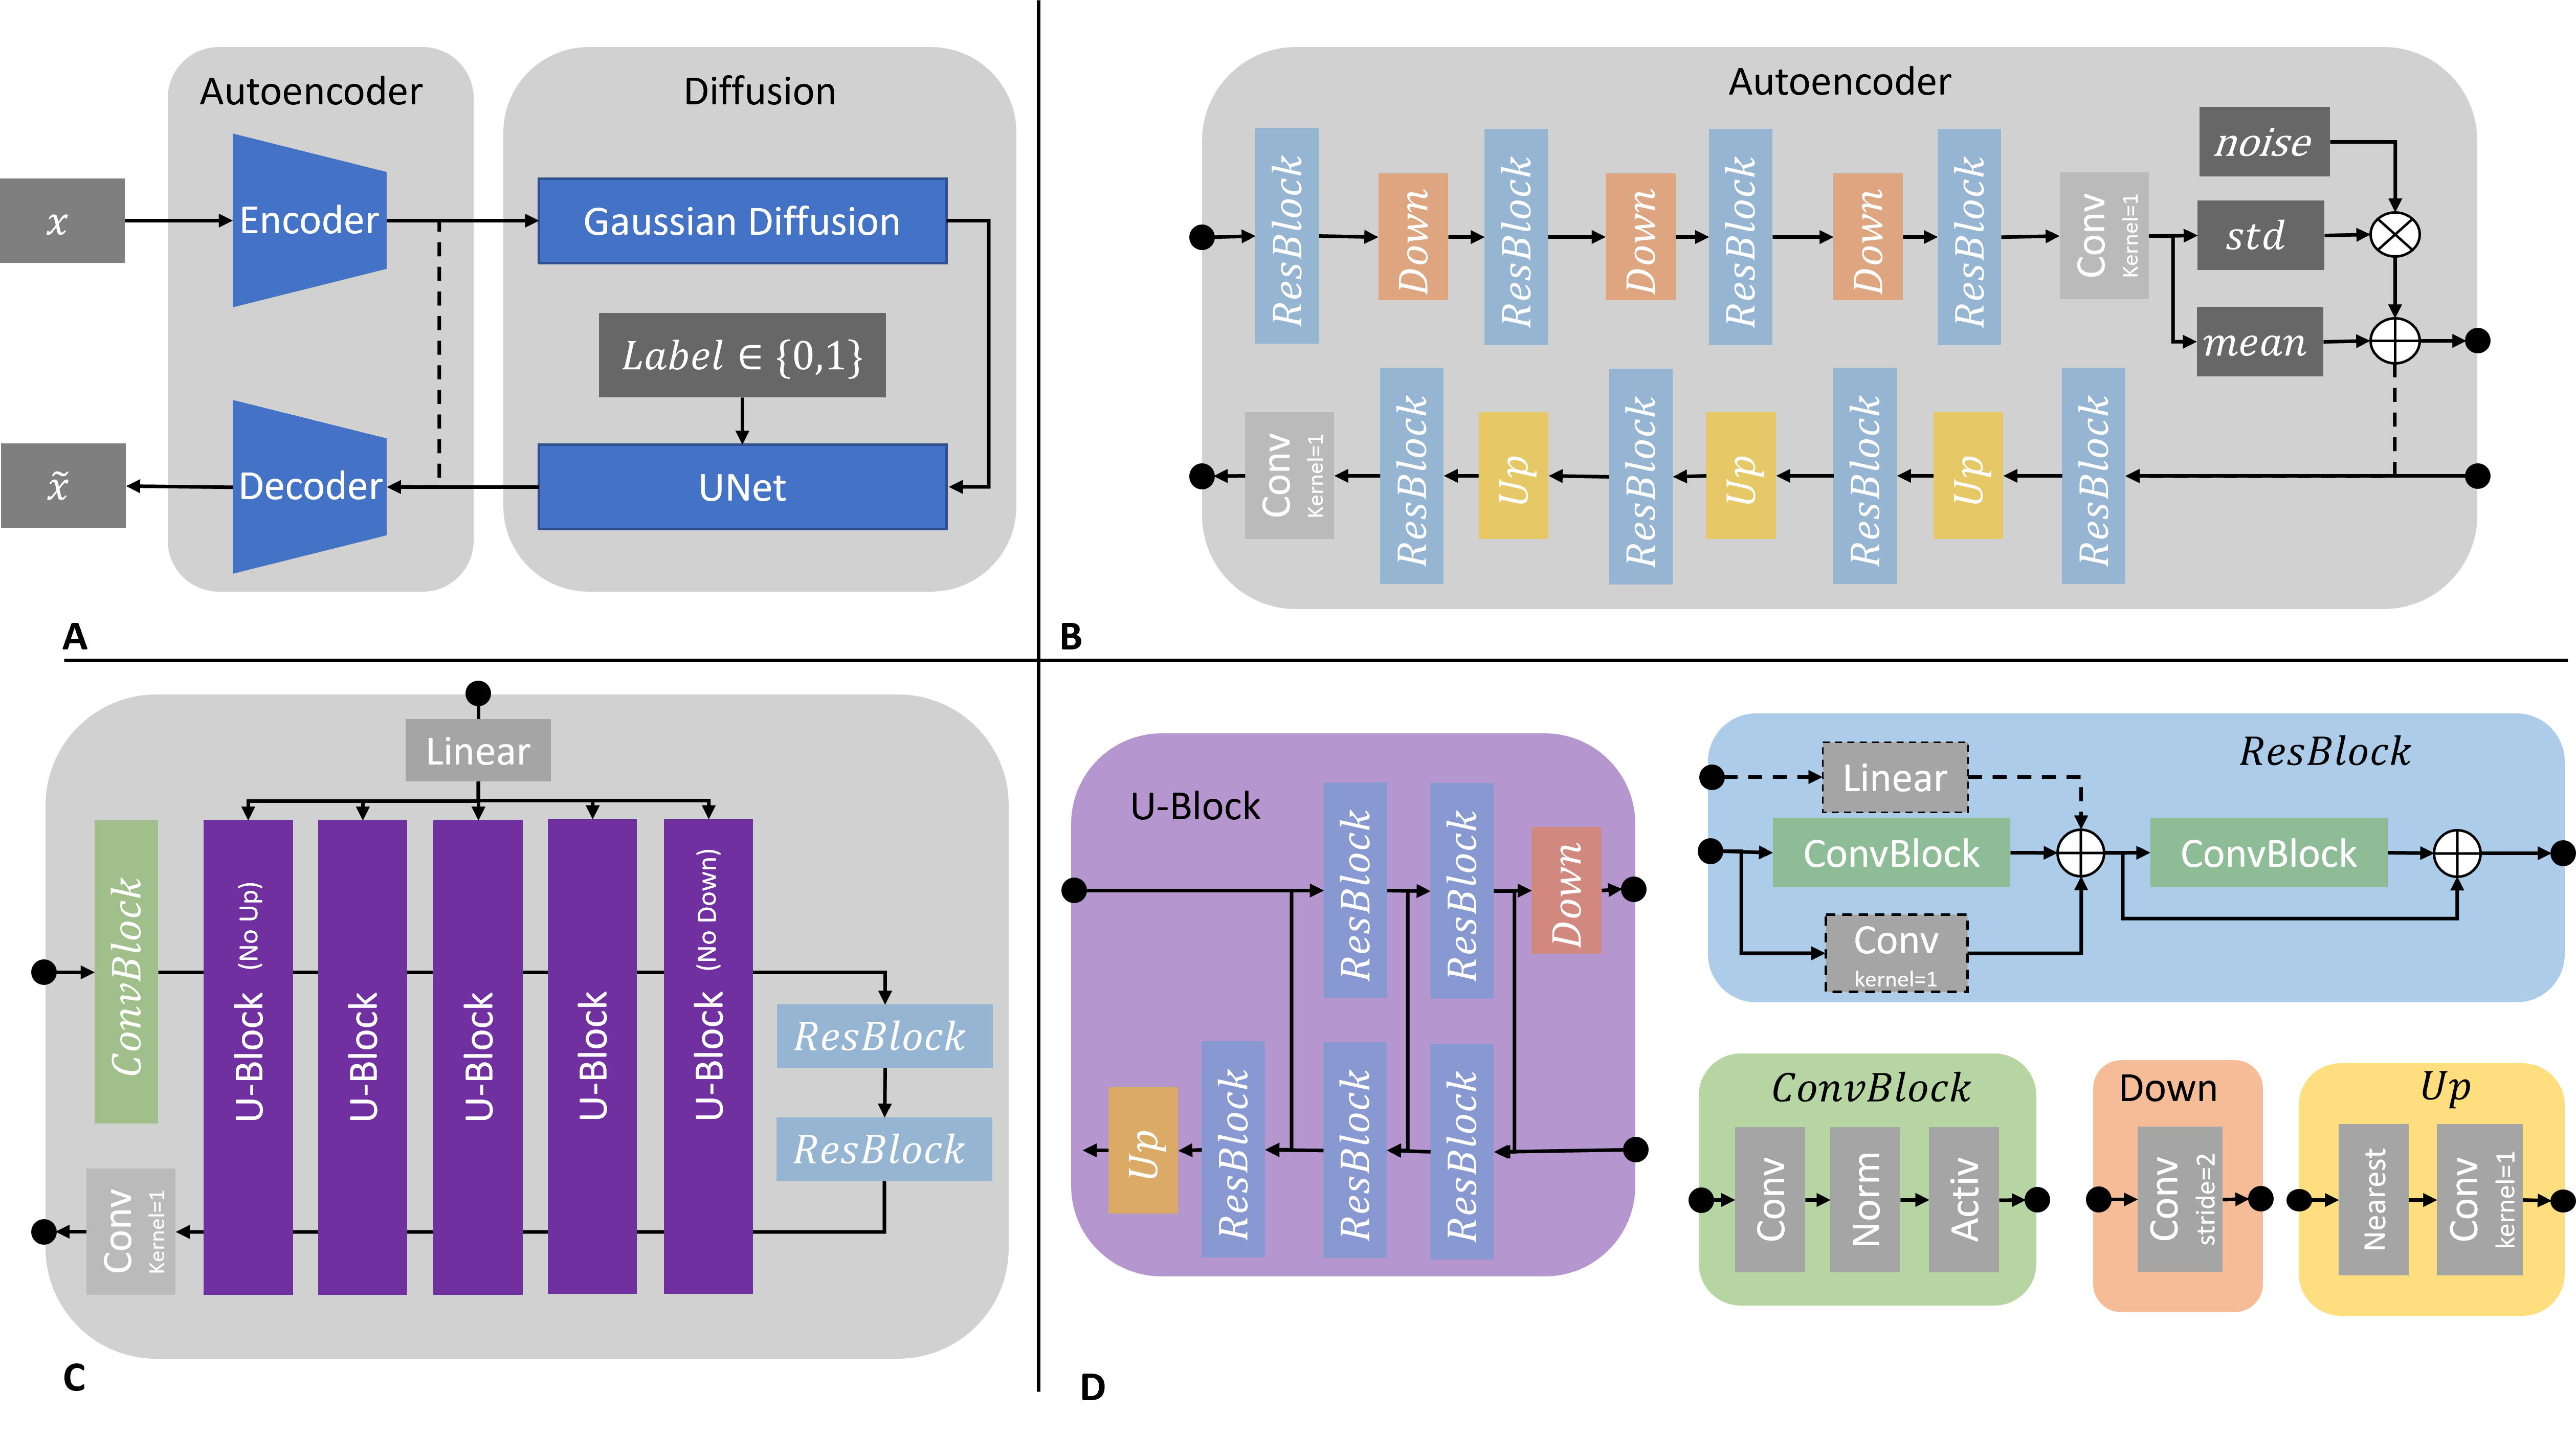 Autoencoder
Diffusion
x
Encoder
Gaussian Diffusion
Label ∈ {0,1}
x̃
Decoder
UNet
A
Autoencoder
ResBlock
Down
ResBlock
Down
ResBlock
Down
ResBlock
Conv
Kernel=1
noise
std
mean
Conv
Kernel=1
ResBlock
Up
ResBlock
Up
ResBlock
Up
ResBlock
B
Linear
ConvBlock
U-Block (No Up)
U-Block
U-Block
U-Block
U-Block (No Down)
ResBlock
ResBlock
Conv
Kernel=1
C
U-Block
ResBlock
ResBlock
Down
Up
ResBlock
ResBlock
ResBlock
ResBlock
Linear
ConvBlock
ConvBlock
Conv
kernel=1
ConvBlock
Conv
Norm
Activ
Down
Conv
stride=2
Up
Nearest
Conv
kernel=1
D